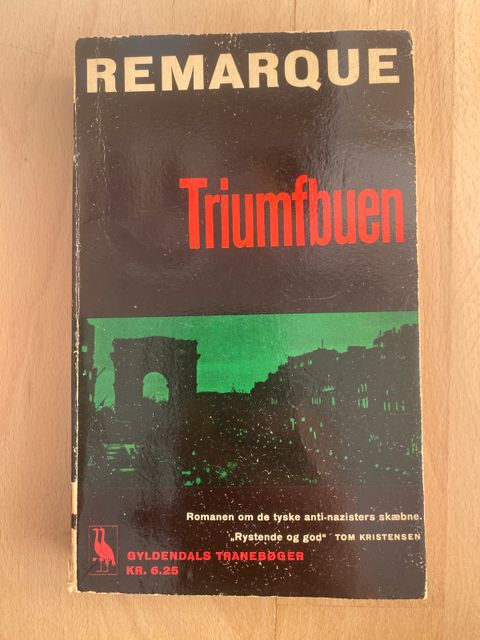 REMARQUE
Triumfbuen
Romanen om de tyske anti-nazisters skæbne.
„Rystende og god" TOM KRISTENSEN
GYLDENDALS TRANEBØGER
KR. 6.25